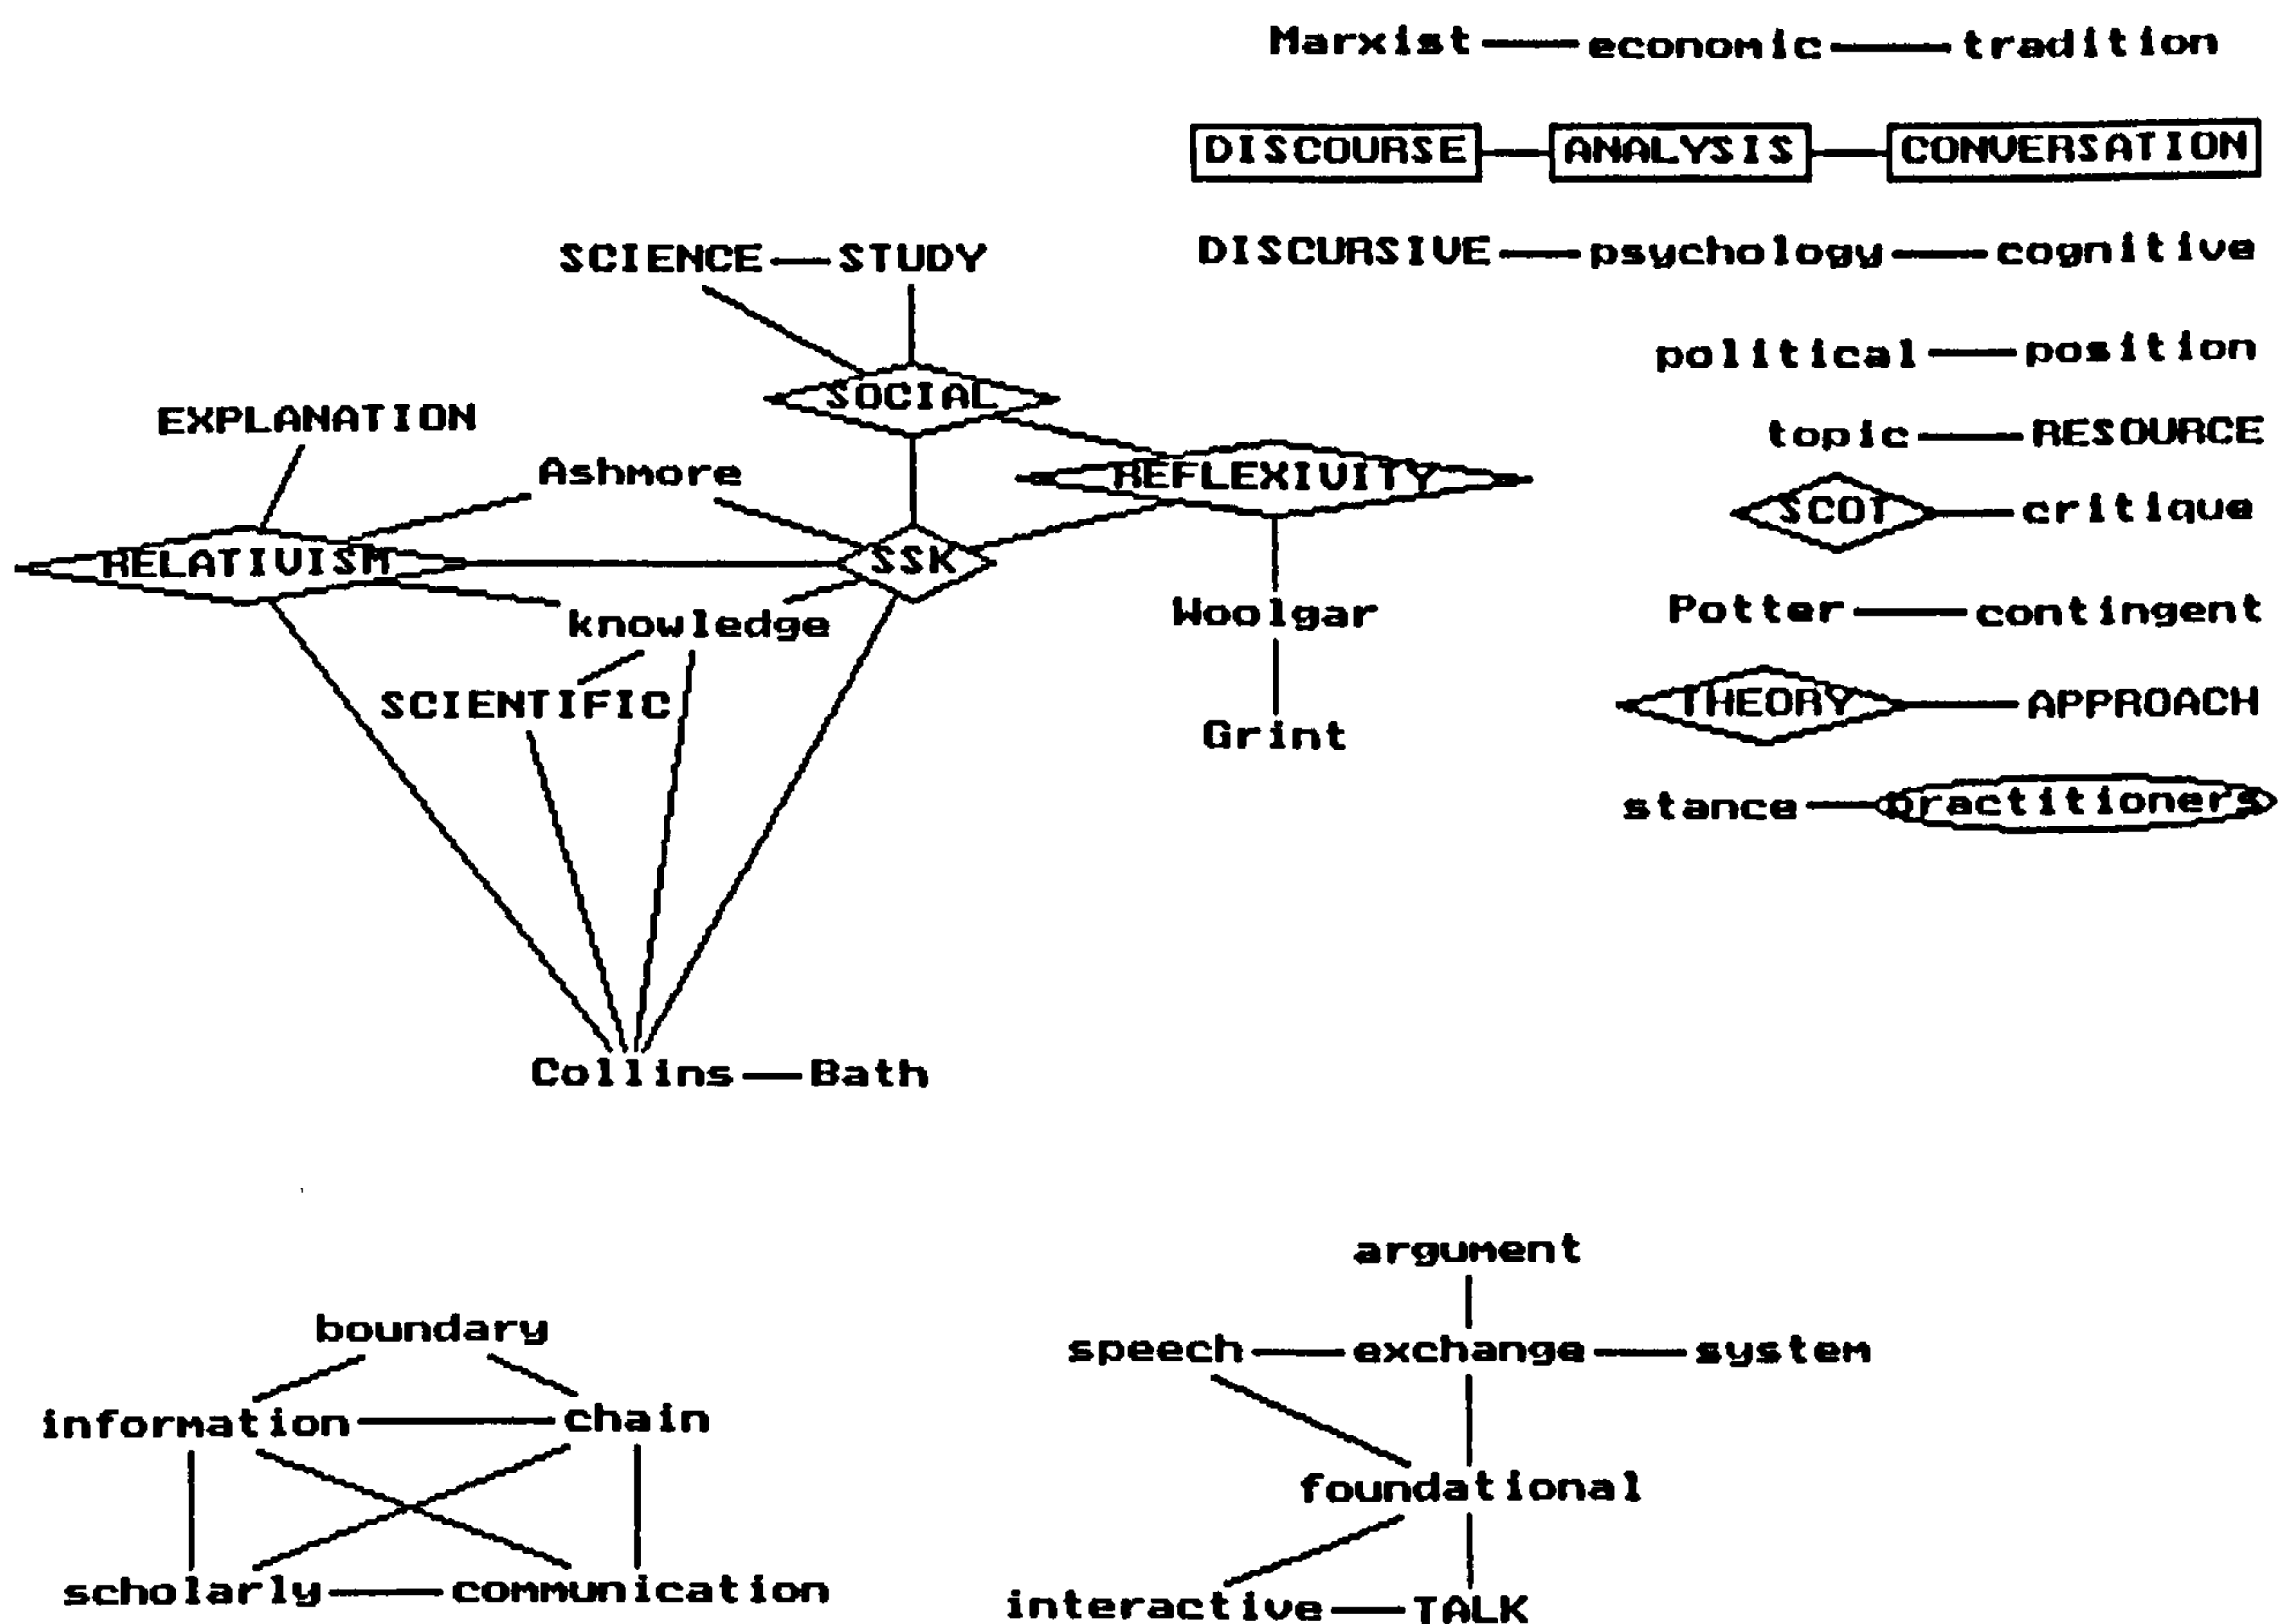 Marxist economic tradition
DISCOURSE ANALYSIS CONVERSATION
SCIENCE STUDY
DISCURSIVE psychology cognitive
political position
SOCIAL
EXPLANATION
topic RESOURCE
Ashmore
REFLEXIVITY
SCOT critique
RELATIVISM SSK
knowledge
Woolgar
Potter contingent
SCIENTIFIC
THEORY APPROACH
Grint
stance practitioners
Collins Bath
argument
boundary
speech exchange system
information chain
foundational
scholarly communication
interactive TALK